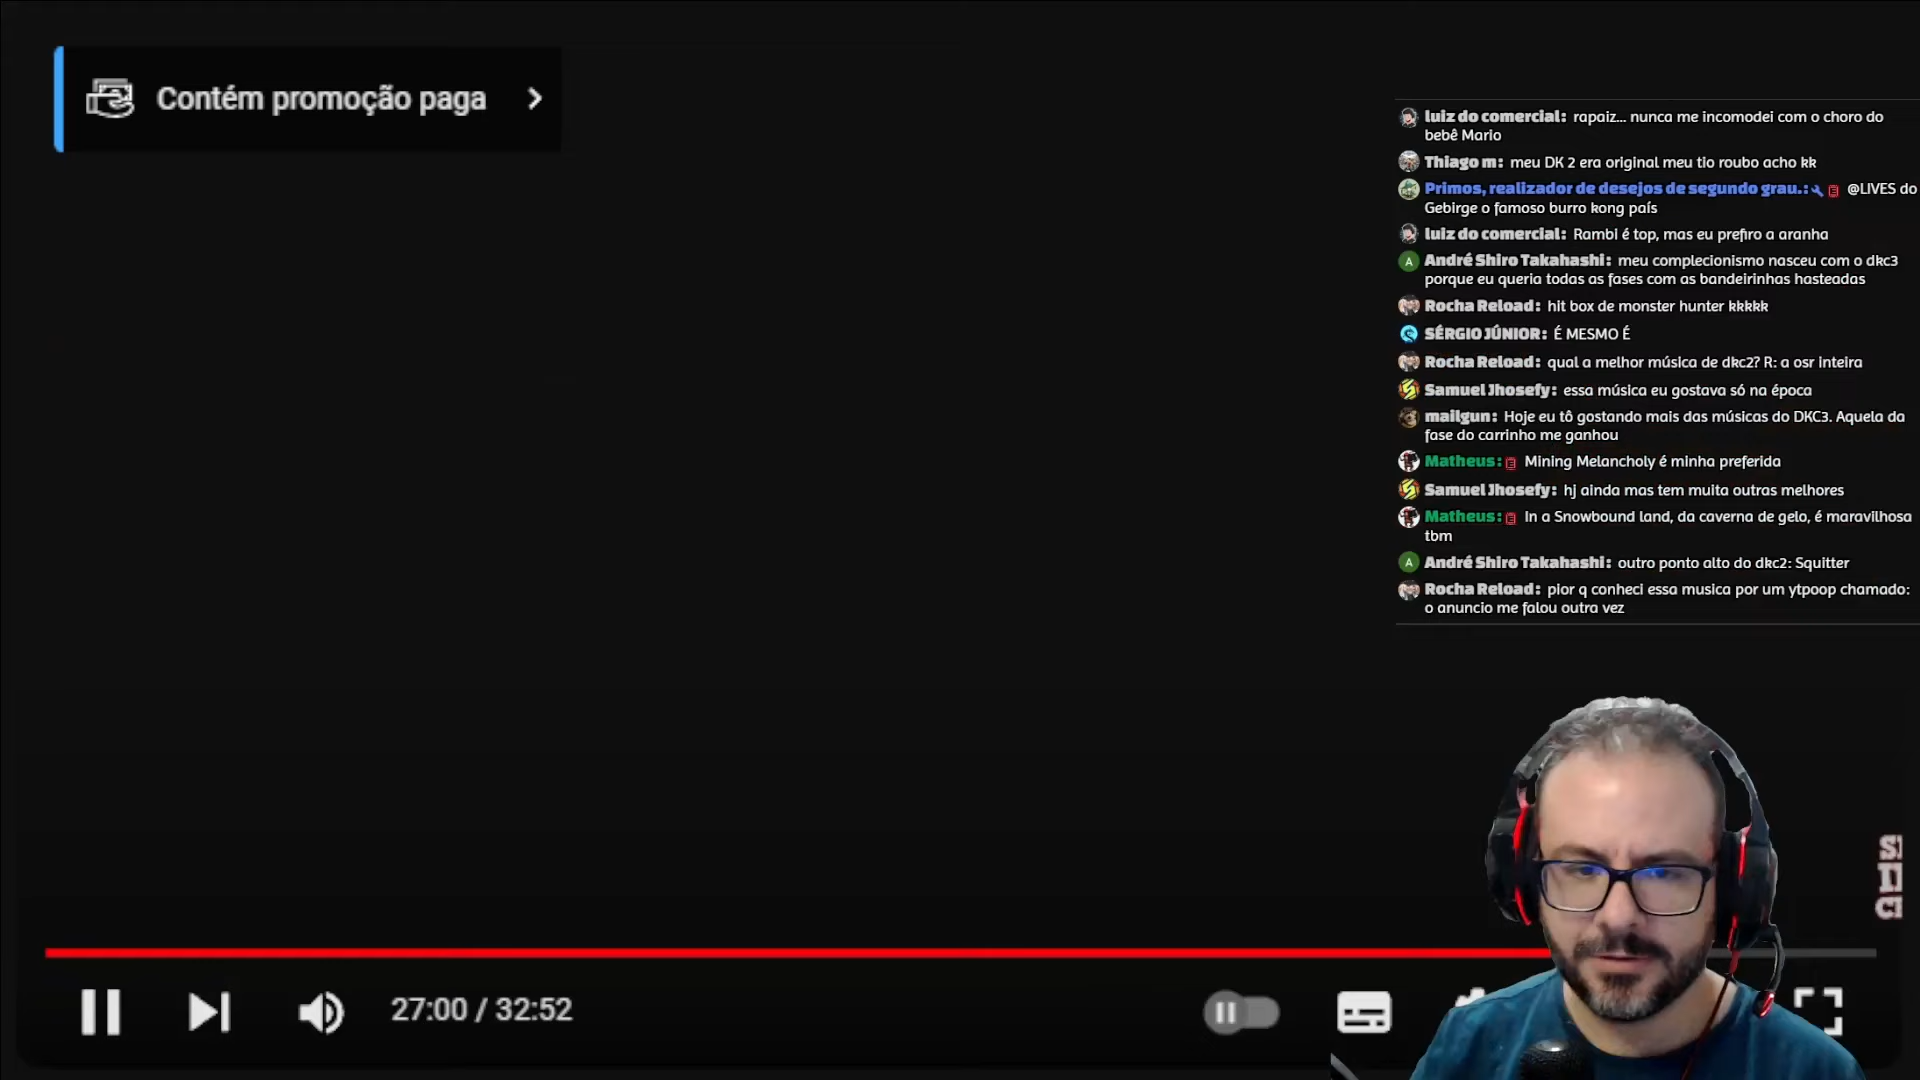 Contém promoção paga
luiz do comercial: rapaiz... nunca me incomodei com o choro do
bebê Mario
Thiago m: meu DK 2 era original meu tio roubo acho kk
Primos, realizador de desejos de segundo grau.: @LIVES do
Gebirge o famoso burro kong país
luiz do comercial: Rambi é top, mas eu prefiro a aranha
A André Shiro Takahashi: meu complecionismo nasceu com o dkc3
porque eu queria todas as fases com as bandeirinhas hasteadas
Rocha Reload: hit box de monster hunter kkkkk
SÉRGIO JÚNIOR: É MESMO É
Rocha Reload: qual a melhor música de dkc2? R: a osr inteira
Samuel Jhosefy: essa música eu gostava só na época
mailgun: Hoje eu tô gostando mais das músicas do DKC3. Aquela da
fase do carrinho me ganhou
Matheus: Mining Melancholy é minha preferida
Samuel Jhosefy: hj ainda mas tem muita outras melhores
Matheus: In a Snowbound land, da caverna de gelo, é maravilhosa
tbm
A André Shiro Takahashi: outro ponto alto do dkc2: Squitter
Rocha Reload: pior q conheci essa musica por um ytpoop chamado:
o anuncio me falou outra vez
27:00 / 32:52